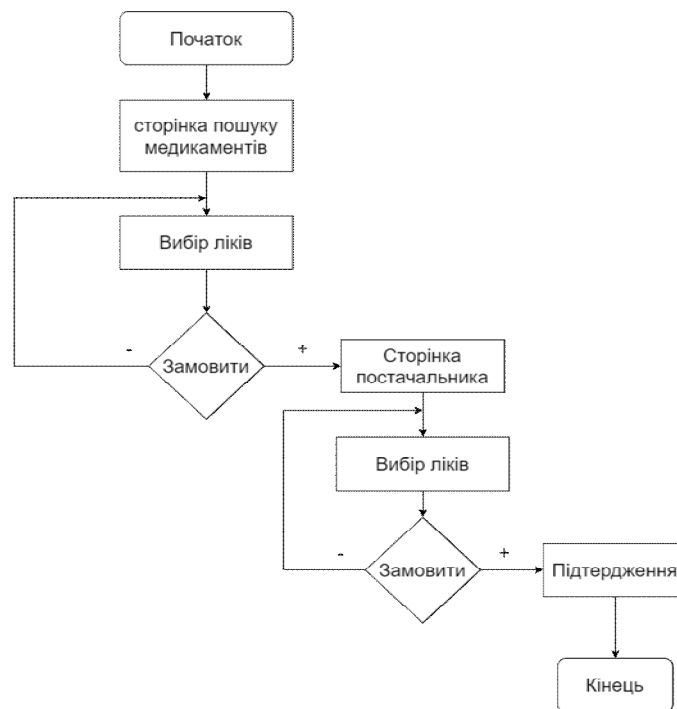 Початок
сторінка пошуку
медикаментів
Вибір ліків
-
Замовити
+
Сторінка
постачальника
Вибір ліків
-
Замовити
+
Підтердження
Кінець